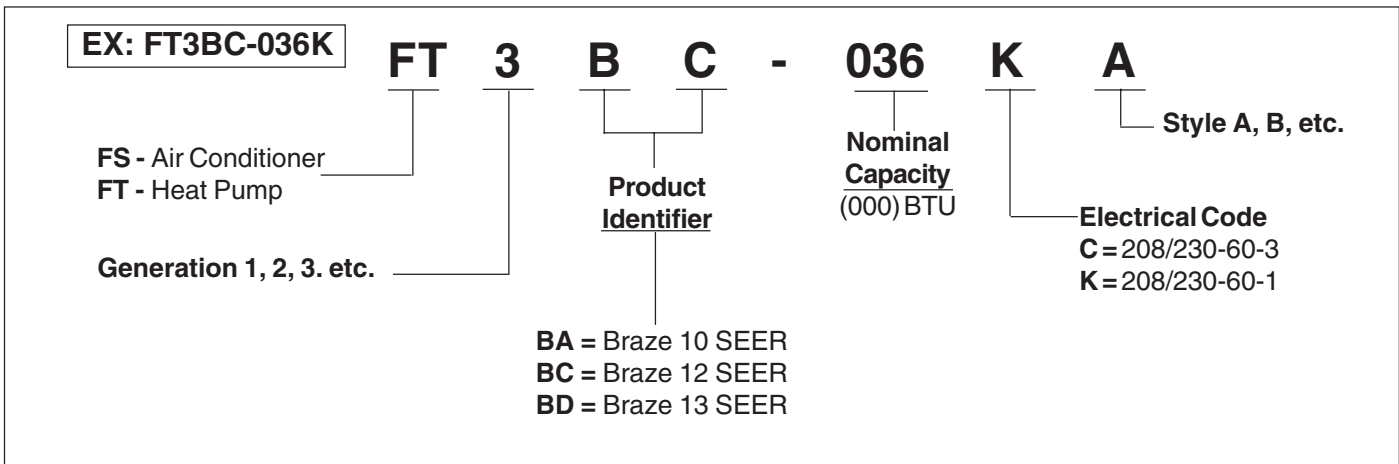 EX: FT3BC-036K
FT 3 B C - 036 K A
Style A, B, etc.
FS - Air Conditioner
FT - Heat Pump
Nominal
Capacity
(000) BTU
Product
Identifier
Electrical Code
C = 208/230-60-3
K = 208/230-60-1
Generation 1, 2, 3. etc.
BA = Braze 10 SEER
BC = Braze 12 SEER
BD = Braze 13 SEER